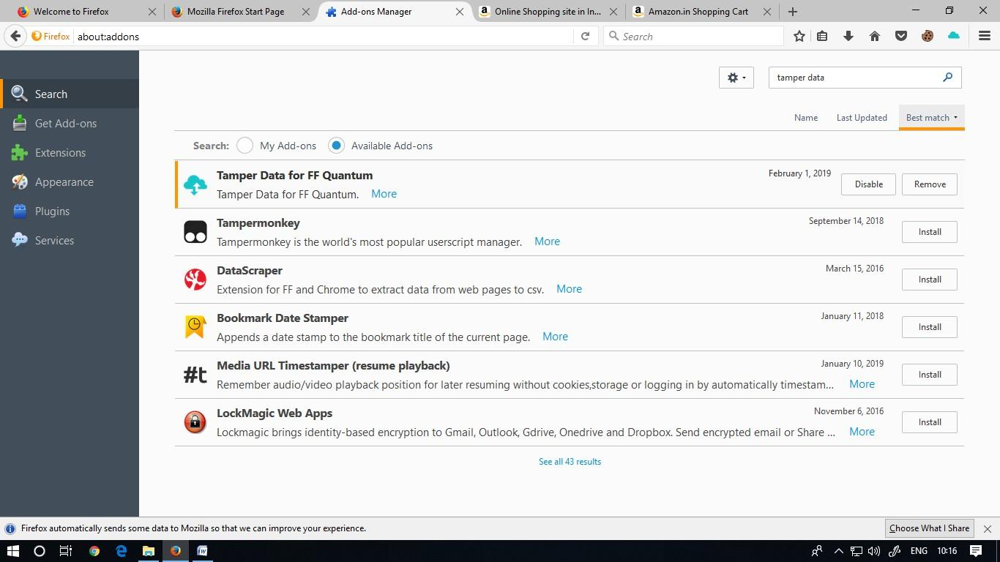 Welcome to Firefox
Mozilla Firefox Start Page
Add-ons Manager
Online Shopping site in In...
Amazon.in Shopping Cart
Firefox
about:addons
Search
tamper data
Search
Get Add-ons
Extensions
Appearance
Plugins
Services
Name
Last Updated
Best match
Search:
My Add-ons
Available Add-ons
Tamper Data for FF Quantum
February 1, 2019
Disable
Remove
Tamper Data for FF Quantum. More
Tampermonkey
September 14, 2018
Install
Tampermonkey is the world's most popular userscript manager. More
DataScraper
March 15, 2016
Install
Extension for FF and Chrome to extract data from web pages to csv. More
Bookmark Date Stamper
January 11, 2018
Install
Appends a date stamp to the bookmark title of the current page. More
#t
Media URL Timestamper (resume playback)
January 10, 2019
Install
Remember audio/video playback position for later resuming without cookies,storage or logging in by automatically timestam... More
LockMagic Web Apps
November 6, 2016
Install
Lockmagic brings identity-based encryption to Gmail, Outlook, Gdrive, Onedrive and Dropbox. Send encrypted email or Share ... More
See all 43 results
Firefox automatically sends some data to Mozilla so that we can improve your experience.
Choose What I Share
ENG
10:16